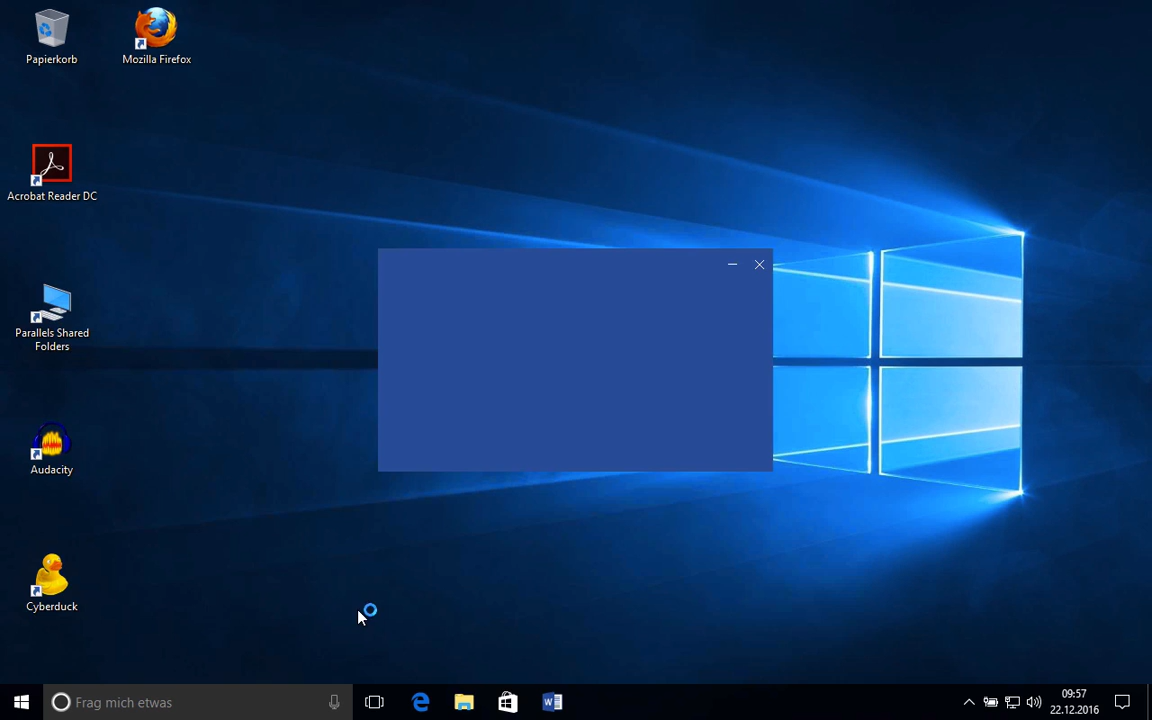 Papierkorb
Mozilla Firefox
Acrobat Reader DC
Parallels Shared
Folders
Audacity
Cyberduck
Frag mich etwas
09:57
22.12.2016